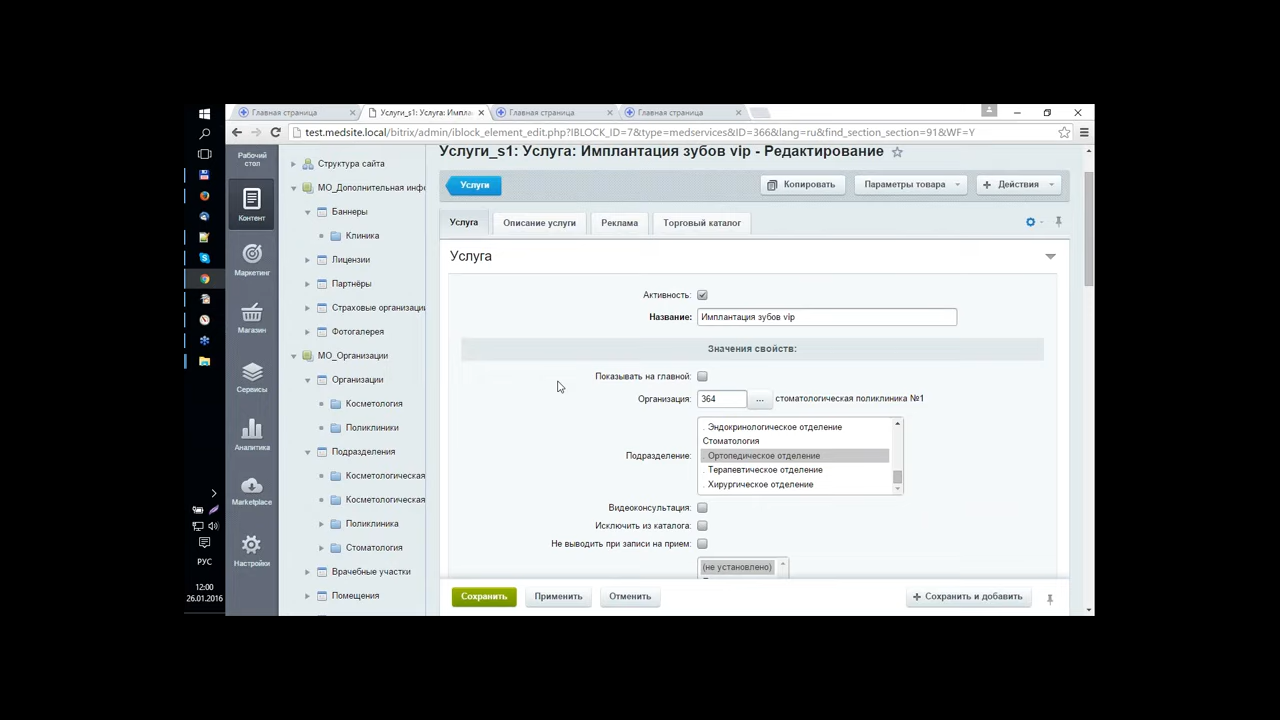 Главная страница
Услуги_s1: Услуга: Импла
Главная страница
Главная страница
test.medsite.local/bitrix/admin/iblock_element_edit.php?IBLOCK_ID=7&type=medservices&ID=366&lang=ru&find_section_section=91&WF=Y
Рабочий
стол
Контент
Маркетинг
Магазин
Сервисы
Аналитика
Marketplace
Настройки
РУС
12:00
26.01.2016
Структура сайта
МО_Дополнительная инфо
Баннеры
Клиника
Лицензии
Партнёры
Страховые организации
Фотогалерея
МО_Организации
Организации
Косметология
Поликлиники
Подразделения
Косметологическая
Косметологическая
Поликлиника
Стоматология
Врачебные участки
Помещения
Услуги_s1: Услуга: Имплантация зубов vip - Редактирование
Услуги
Копировать
Параметры товара
Действия
Услуга
Описание услуги
Реклама
Торговый каталог
Услуга
Активность:
Название: Имплантация зубов vip
Значения свойств:
Показывать на главной:
Организация: 364 ... стоматологическая поликлиника №1
Подразделение:
. Эндокринологическое отделение
Стоматология
. Ортопедическое отделение
. Терапевтическое отделение
. Хирургическое отделение
Видеоконсультация:
Исключить из каталога:
Не выводить при записи на прием:
(не установлено)
Сохранить
Применить
Отменить
Сохранить и добавить